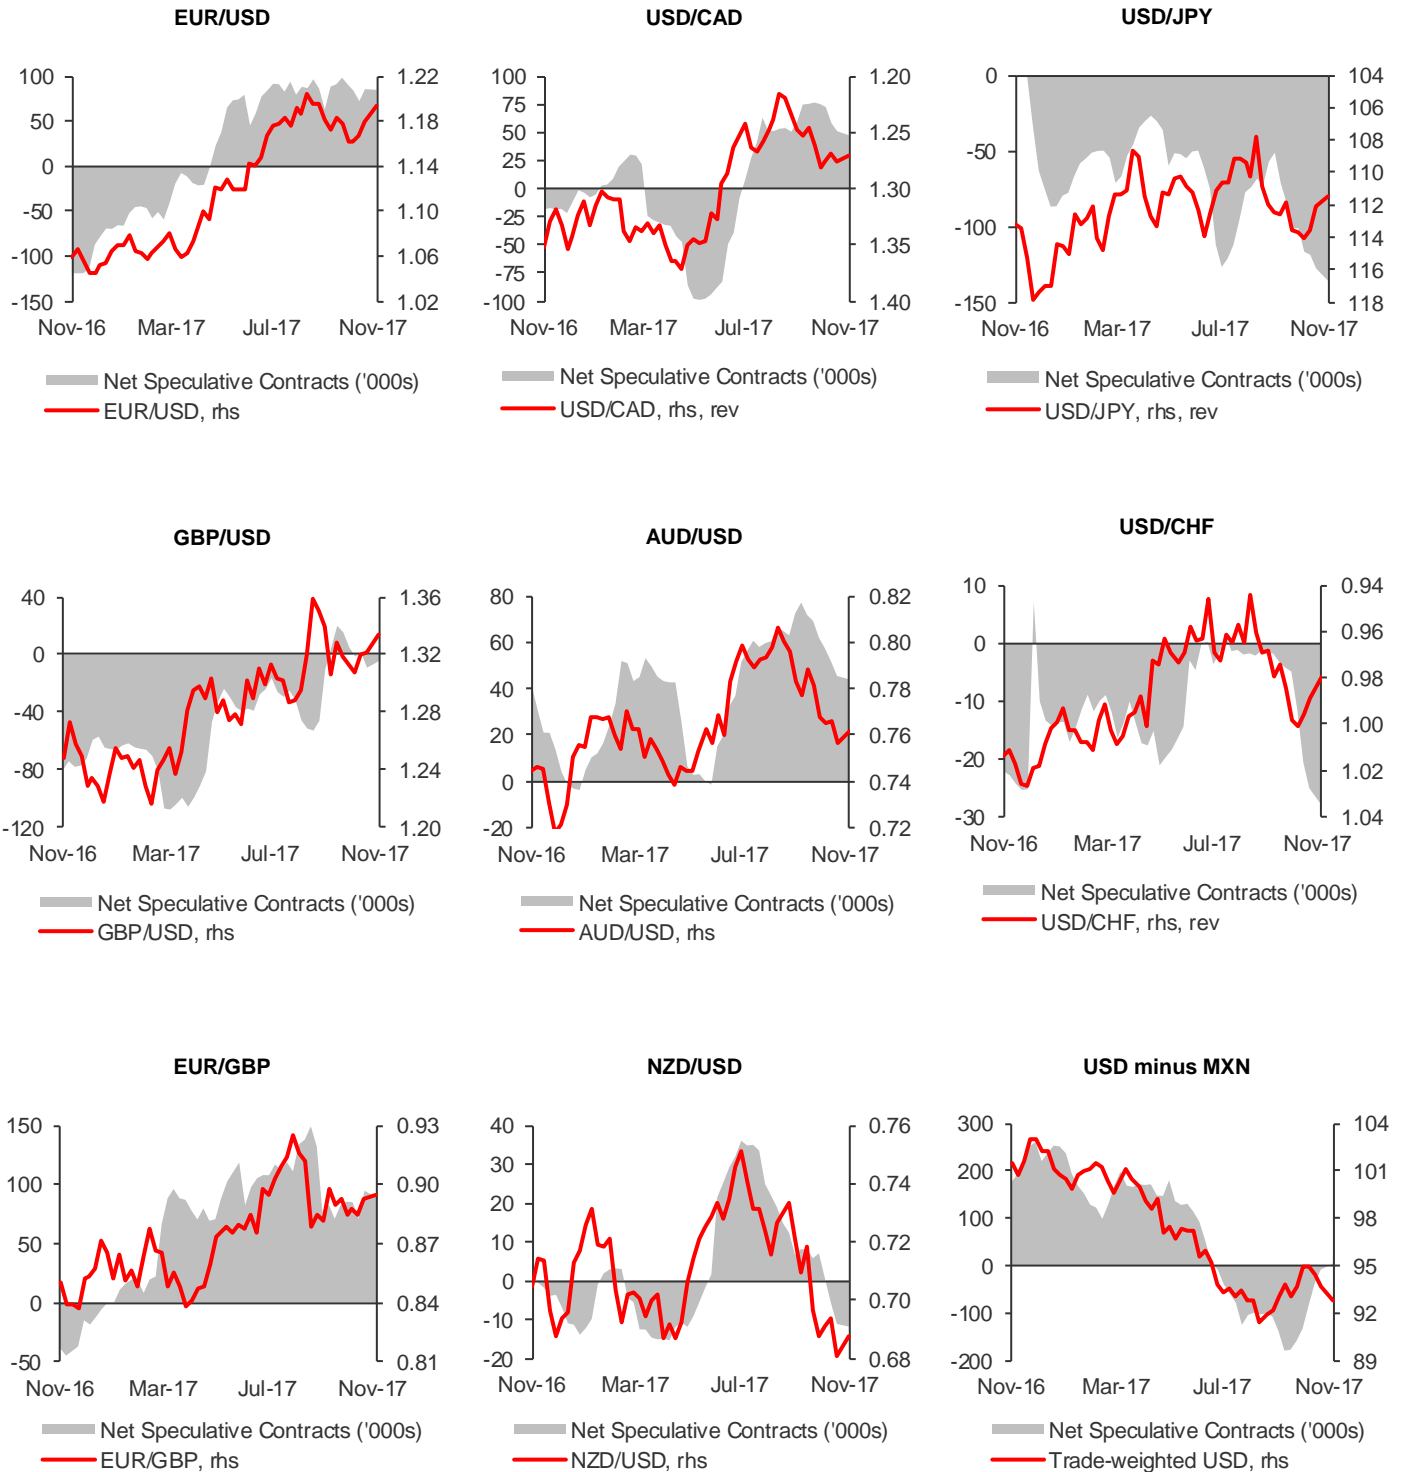 EUR/USD
100
50
0
-50
-100
-150
1.22
1.18
1.14
1.10
1.06
1.02
Nov-16 Mar-17 Jul-17 Nov-17
Net Speculative Contracts ('000s)
EUR/USD, rhs
USD/CAD
100
75
50
25
0
-25
-50
-75
-100
1.20
1.25
1.30
1.35
1.40
Nov-16 Mar-17 Jul-17 Nov-17
Net Speculative Contracts ('000s)
USD/CAD, rhs, rev
USD/JPY
0
-50
-100
-150
104
106
108
110
112
114
116
118
Nov-16 Mar-17 Jul-17 Nov-17
Net Speculative Contracts ('000s)
USD/JPY, rhs, rev
GBP/USD
40
0
-40
-80
-120
1.36
1.32
1.28
1.24
1.20
Nov-16 Mar-17 Jul-17 Nov-17
Net Speculative Contracts ('000s)
GBP/USD, rhs
AUD/USD
80
60
40
20
0
-20
0.82
0.80
0.78
0.76
0.74
0.72
Nov-16 Mar-17 Jul-17 Nov-17
Net Speculative Contracts ('000s)
AUD/USD, rhs
USD/CHF
10
0
-10
-20
-30
0.94
0.96
0.98
1.00
1.02
1.04
Nov-16 Mar-17 Jul-17 Nov-17
Net Speculative Contracts ('000s)
USD/CHF, rhs, rev
EUR/GBP
150
100
50
0
-50
0.93
0.90
0.87
0.84
0.81
Nov-16 Mar-17 Jul-17 Nov-17
Net Speculative Contracts ('000s)
EUR/GBP, rhs
NZD/USD
40
30
20
10
0
-10
-20
0.76
0.74
0.72
0.70
0.68
Nov-16 Mar-17 Jul-17 Nov-17
Net Speculative Contracts ('000s)
NZD/USD, rhs
USD minus MXN
300
200
100
0
-100
-200
104
101
98
95
92
89
Nov-16 Mar-17 Jul-17 Nov-17
Net Speculative Contracts ('000s)
Trade-weighted USD, rhs